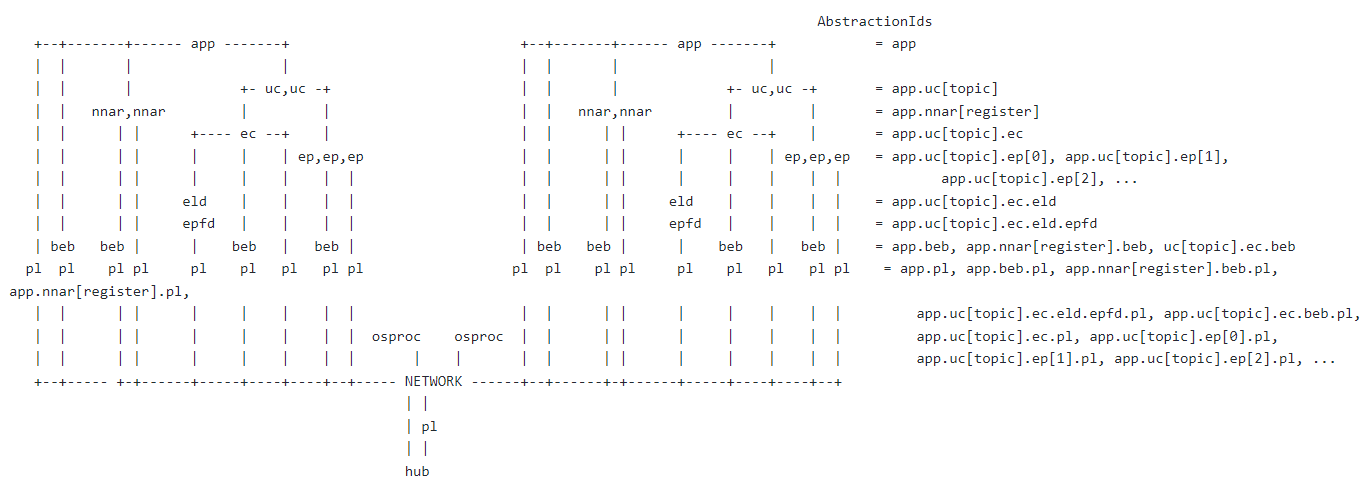 AbstractionIds
+--+-------+------ app -------+ +--+-------+------ app -------+ = app
| | | | | | | |
| | | +- uc,uc -+ | | | +- uc,uc -+ = app.uc[topic]
| | nnar,nnar | | | | nnar,nnar | | = app.nnar[register]
| | | | +---- ec --+ | | | | | +---- ec --+ | = app.uc[topic].ec
| | | | | | | ep,ep,ep | | | | | | | ep,ep,ep = app.uc[topic].ep[0], app.uc[topic].ep[1],
| | | | | | | | | | | | | | | | | | app.uc[topic].ep[2], ...
| | | | eld | | | | | | | | eld | | | | = app.uc[topic].ec.eld
| | | | epfd | | | | | | | | epfd | | | | = app.uc[topic].ec.eld.epfd
| beb beb | | beb | beb | | beb beb | | beb | beb | = app.beb, app.nnar[register].beb, uc[topic].ec.beb
pl pl pl pl pl pl pl pl pl pl pl pl pl pl pl pl pl pl = app.pl, app.beb.pl, app.nnar[register].beb.pl,
app.nnar[register].pl,
| | | | | | | | | | | | | | | | | | app.uc[topic].ec.eld.epfd.pl, app.uc[topic].ec.beb.pl,
| | | | | | | | | osproc osproc | | | | | | | | | app.uc[topic].ec.pl, app.uc[topic].ep[0].pl,
| | | | | | | | | | | | | | | | | | | | app.uc[topic].ep[1].pl, app.uc[topic].ep[2].pl, ...
+--+----- +-+------+-----+----+----+--+----- NETWORK ------+--+------+-+------+-----+----+----+--+
| |
| pl
| |
hub